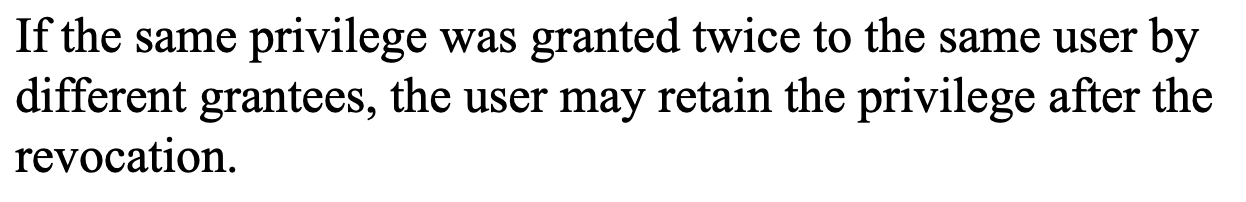 If the same privilege was granted twice to the same user by
different grantees, the user may retain the privilege after the
revocation.